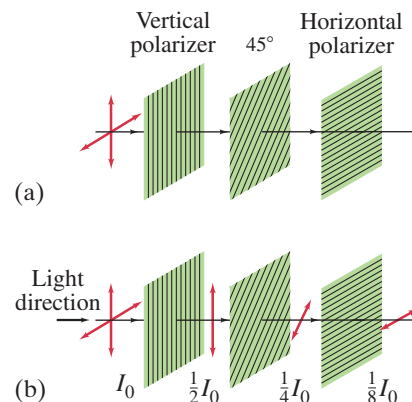 Vertical polarizer
45°
Horizontal polarizer
(a)
Light direction
(b)
I₀
½I₀
¼I₀
⅛I₀